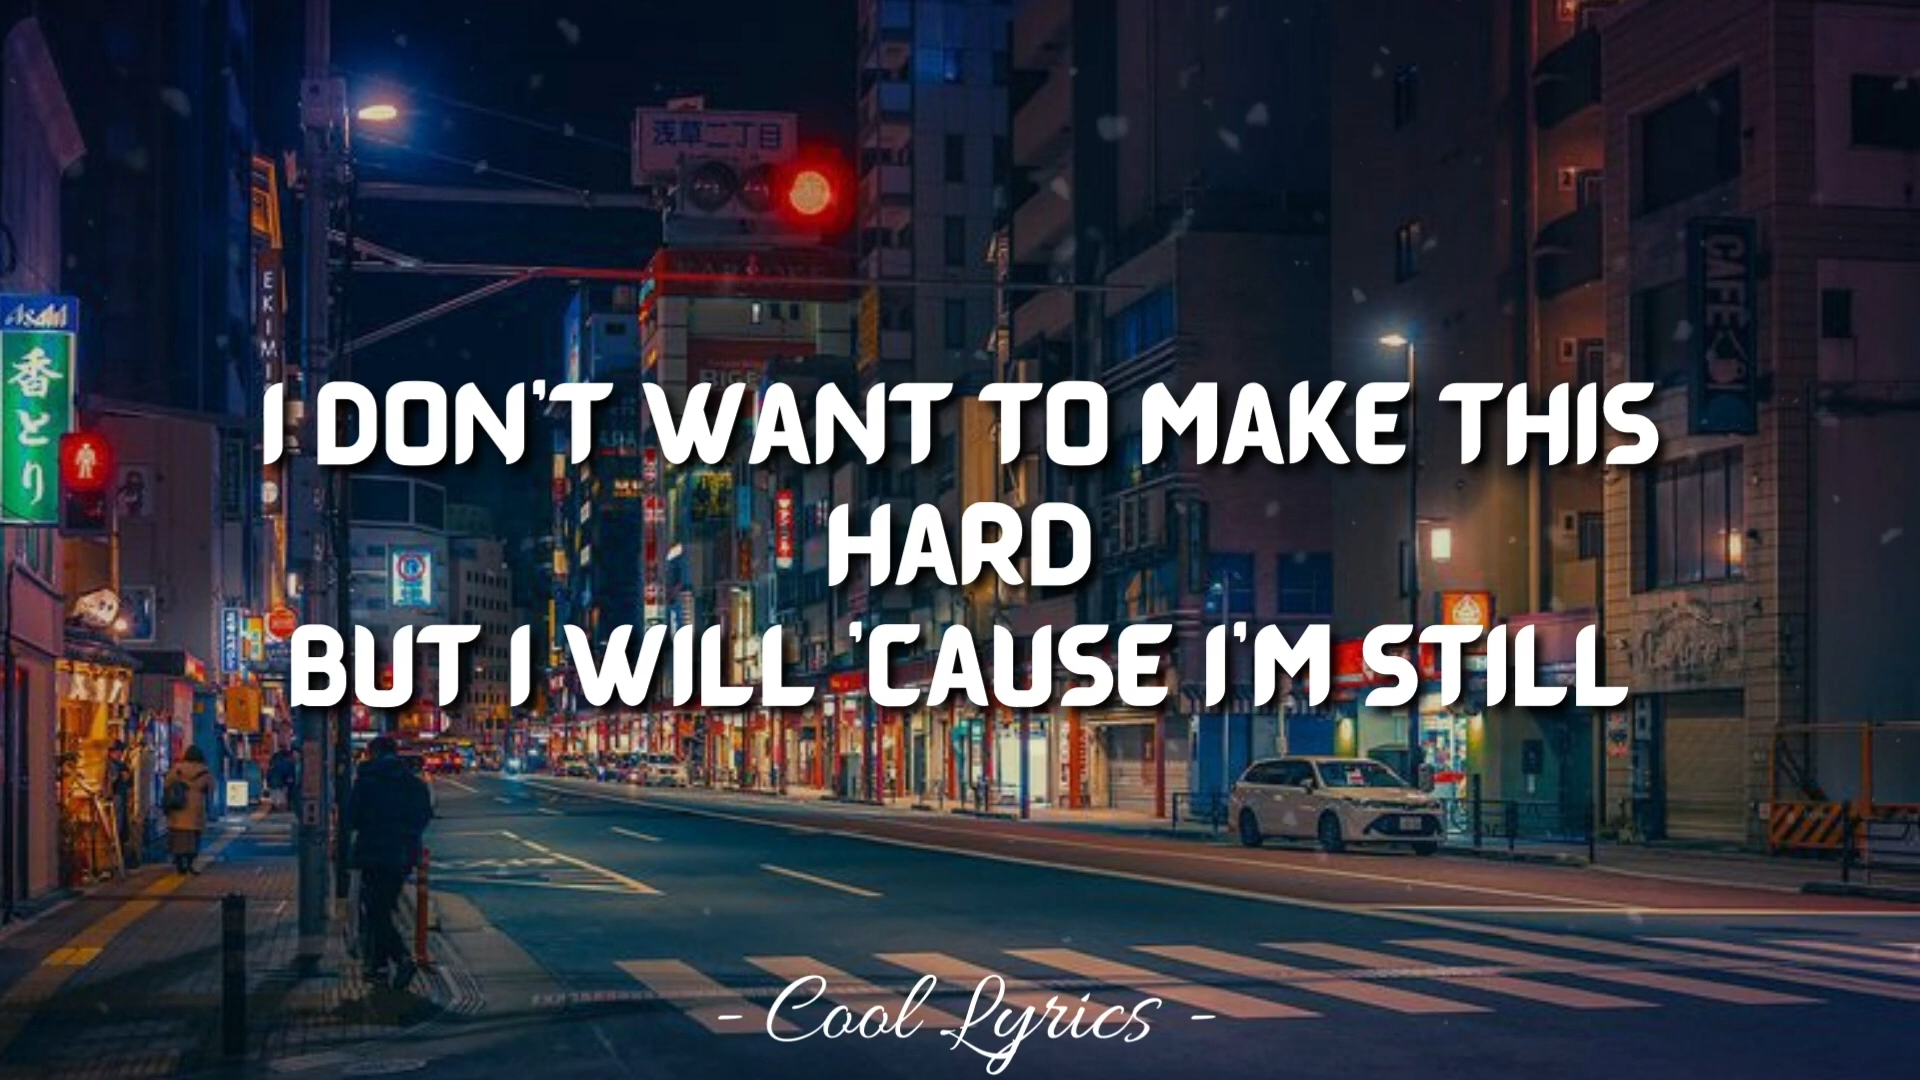 浅草二丁目
EKIMI
Asahi
香とり
CAFE
I DON'T WANT TO MAKE THIS
HARD
BUT I WILL 'CAUSE I'M STILL
- Cool Lyrics -